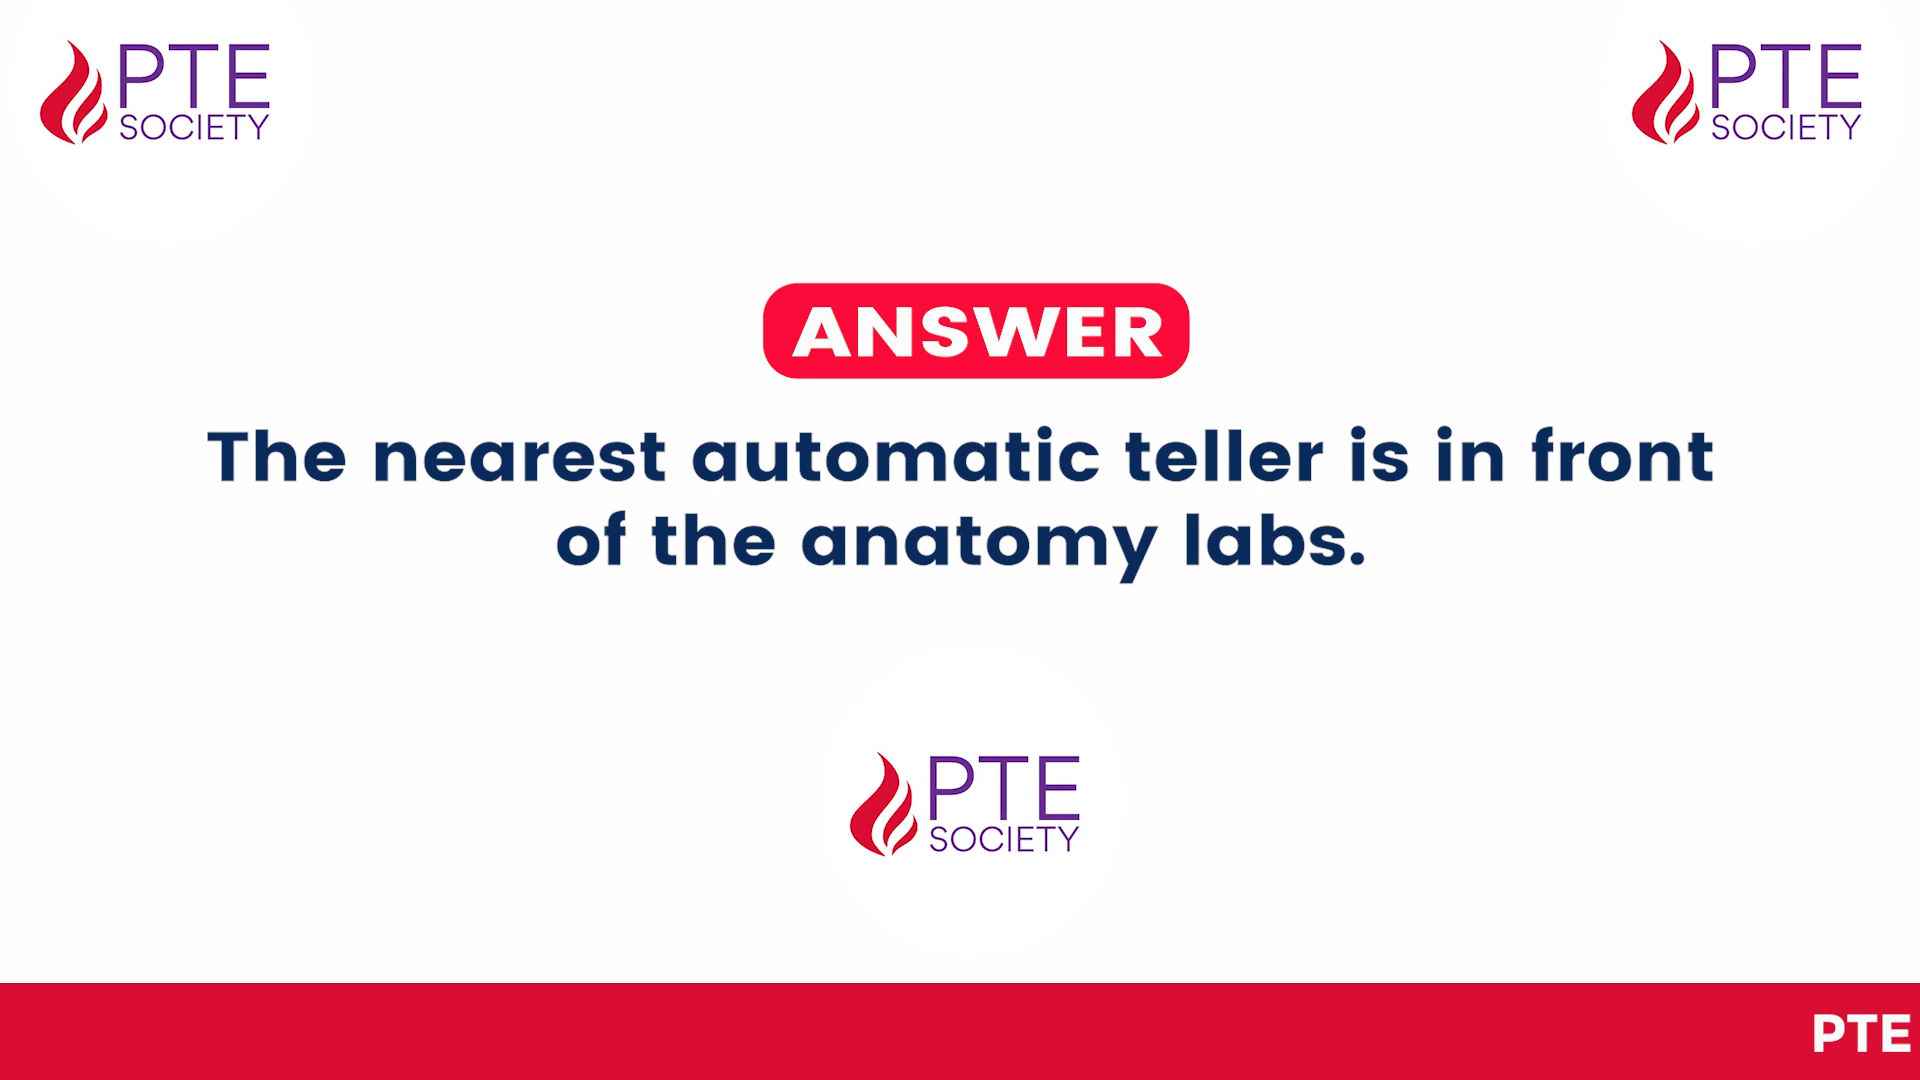 PTE
SOCIETY
PTE
SOCIETY
ANSWER
The nearest automatic teller is in front
of the anatomy labs.
PTE
SOCIETY
PTE